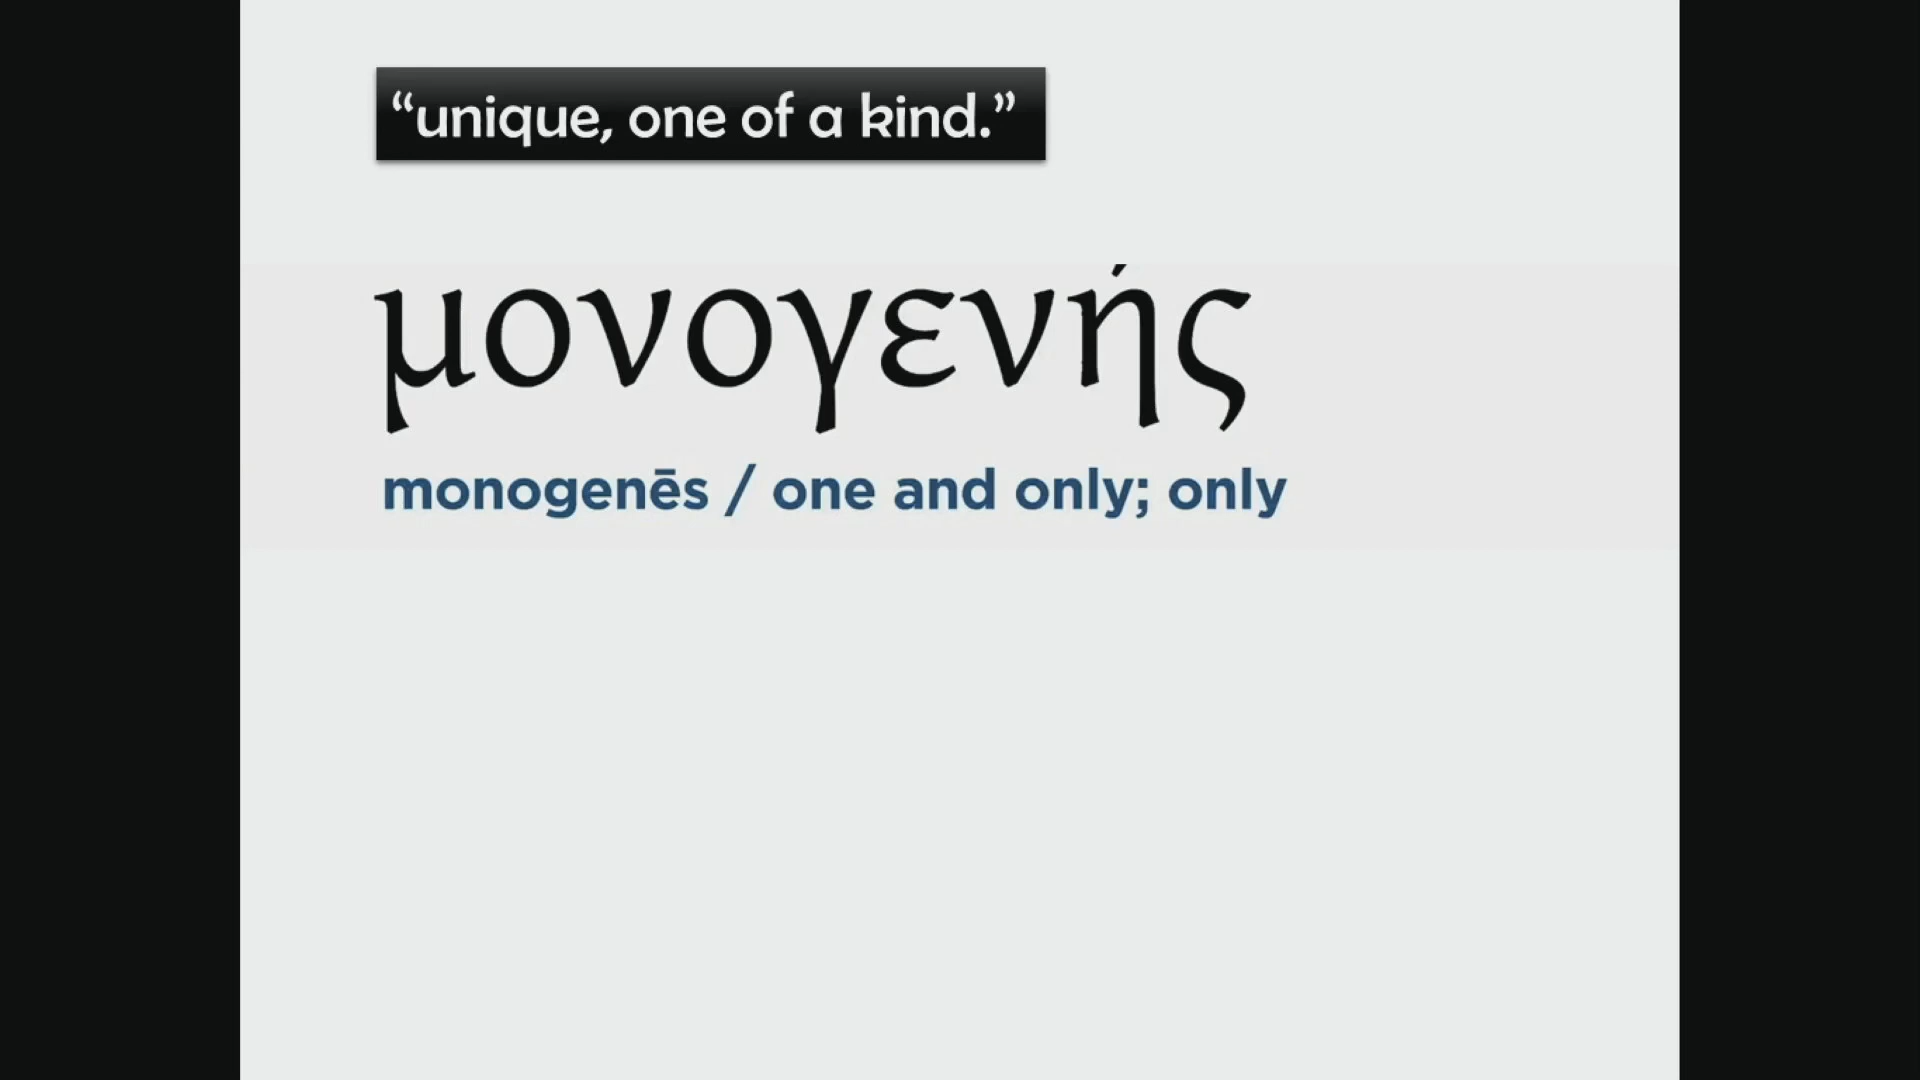 “unique, one of a kind.”
μονογενής
monogenēs / one and only; only